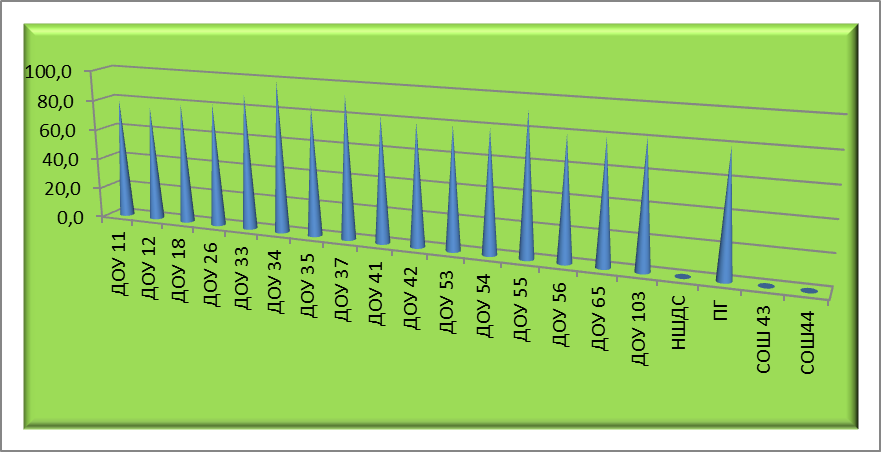 100,0
80,0
60,0
40,0
20,0
0,0
ДОУ 11
ДОУ 12
ДОУ 18
ДОУ 26
ДОУ 33
ДОУ 34
ДОУ 35
ДОУ 37
ДОУ 41
ДОУ 42
ДОУ 53
ДОУ 54
ДОУ 55
ДОУ 56
ДОУ 65
ДОУ 103
НШДС
ПГ
СОШ 43
СОШ44